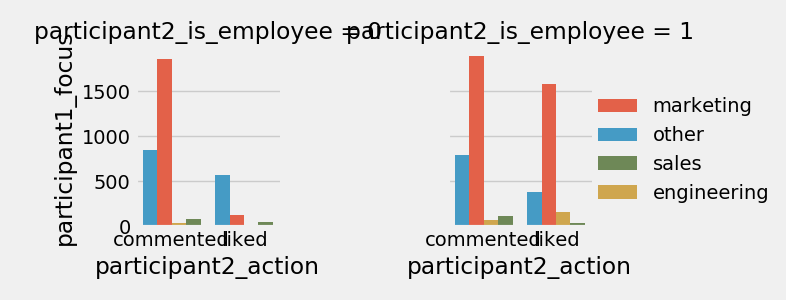 participant2_is_employee = 0
participant2_is_employee = 1
participant1_focus
1500
1000
500
0
commented
liked
commented
liked
participant2_action
participant2_action
marketing
other
sales
engineering